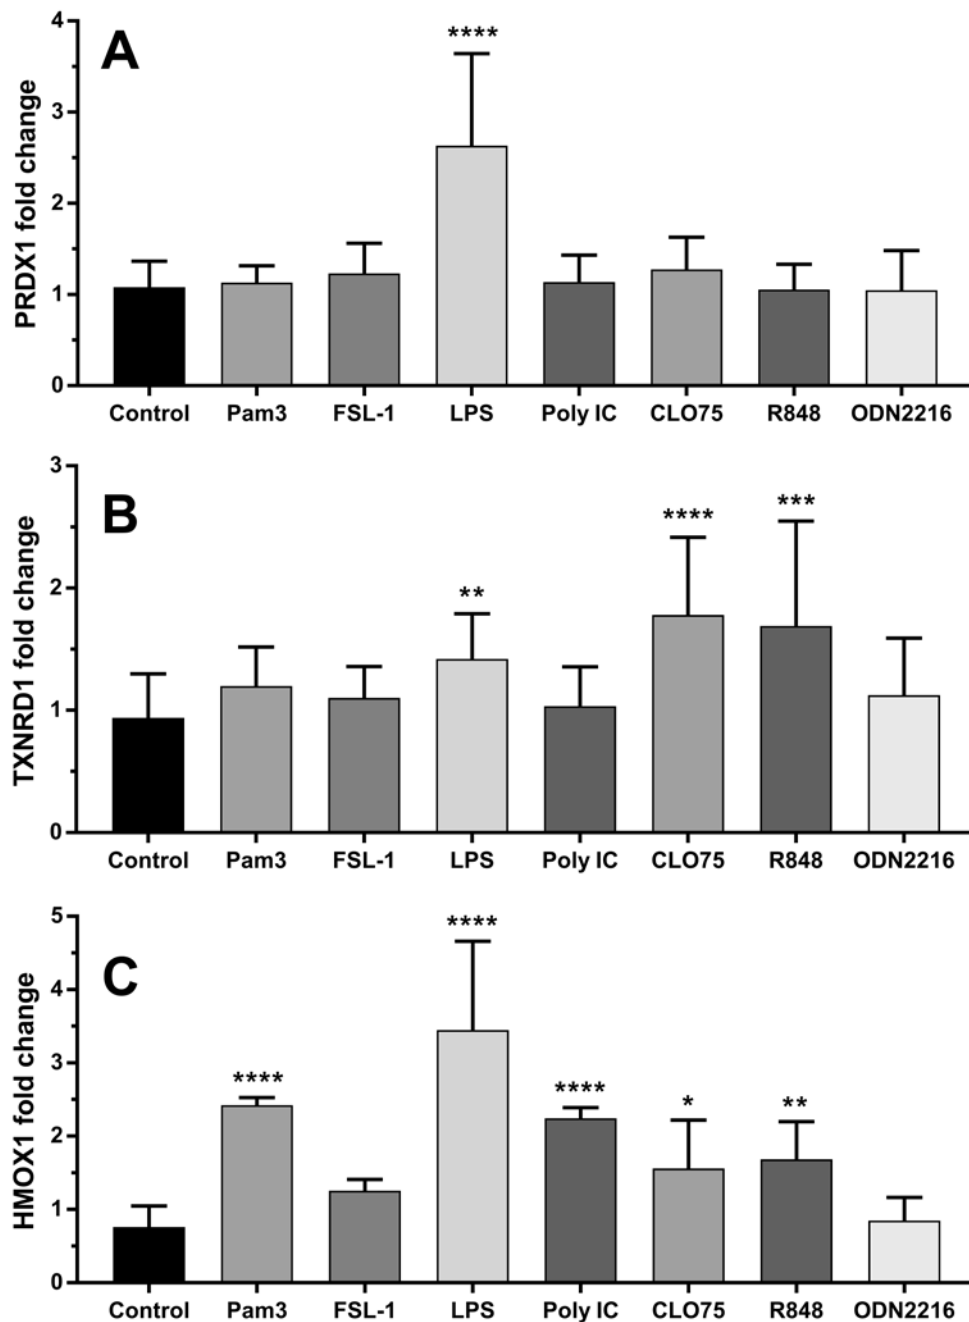 A
PRDX1 fold change
4
3
2
1
0
****
Control Pam3 FSL-1 LPS Poly IC CLO75 R848 ODN2216
B
TXNRD1 fold change
3
2
1
0
** **** ***
Control Pam3 FSL-1 LPS Poly IC CLO75 R848 ODN2216
C
HMOX1 fold change
5
4
3
2
1
0
**** **** **** * **
Control Pam3 FSL-1 LPS Poly IC CLO75 R848 ODN2216